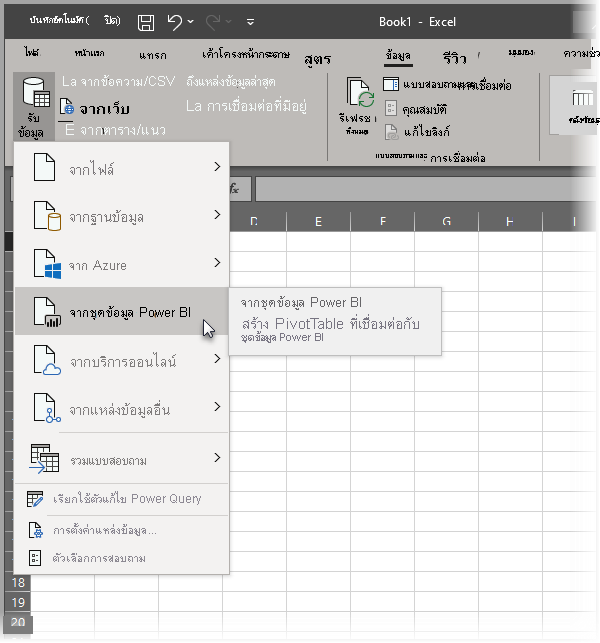 บันทึกอัตโนมัติ ( ปิด) Book1 - Excel
ไฟล์ หน้าแรก แทรก เค้าโครงหน้ากระดาษ สูตร ข้อมูล รีวิว มุมมอง ความช่ว
รับ
ข้อมูล
La จากข้อความ/CSV ถึงแหล่งข้อมูลล่าสุด
จากเว็บ La การเชื่อมต่อที่มีอยู่
E จากตาราง/แนว
รีเฟรช
ทั้งหมด
แบบสอบถามและการเชื่อมต่อ
คุณสมบัติ
แก้ไขลิงก์
แบบสอบถามและ การเชื่อมต่อ
fx
D E F G H
จากไฟล์
จากฐานข้อมูล
จาก Azure
จากชุดข้อมูล Power BI
จากบริการออนไลน์
จากแหล่งข้อมูลอื่น
รวมแบบสอบถาม
เรียกใช้ตัวแก้ไข Power Query
การตั้งค่าแหล่งข้อมูล...
ตัวเลือกการสอบถาม
จากชุดข้อมูล Power BI
สร้าง PivotTable ที่เชื่อมต่อกับ
ชุดข้อมูล Power BI
18
19
20